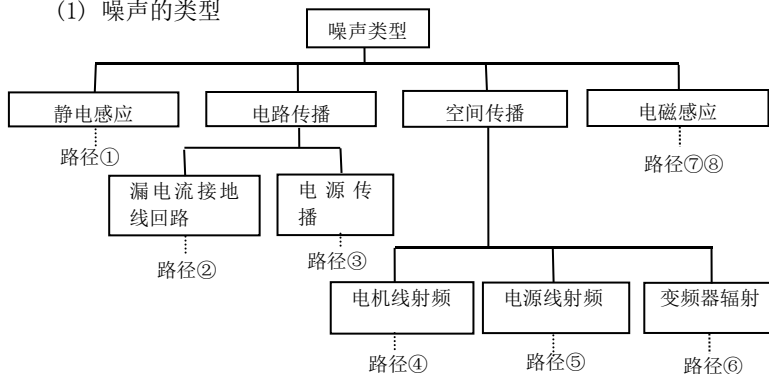 (1) 噪声的类型
噪声类型
静电感应
电路传播
空间传播
电磁感应
路径①
路径⑦⑧
漏电流接地
线回路
电源传
播
路径②
路径③
电机线射频
电源线射频
变频器辐射
路径④
路径⑤
路径⑥